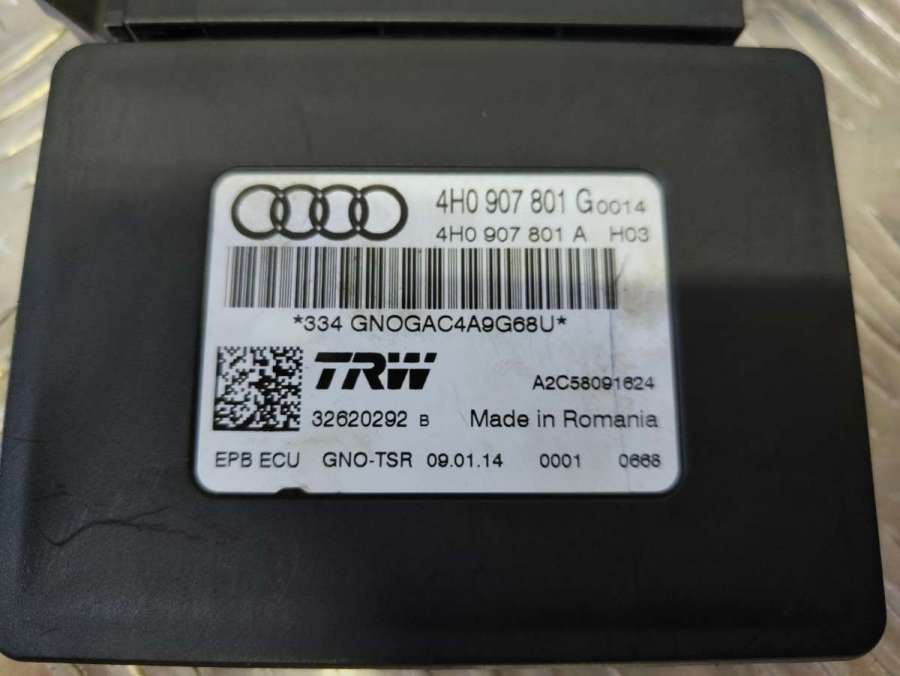 4H0 907 801 G 0014
4H0 907 801 A H03
*334 GNOGAC4A9G68U*
TRW
A2C58091624
32620292 B Made in Romania
EPB ECU GNO-TSR 09.01.14 0001 0668